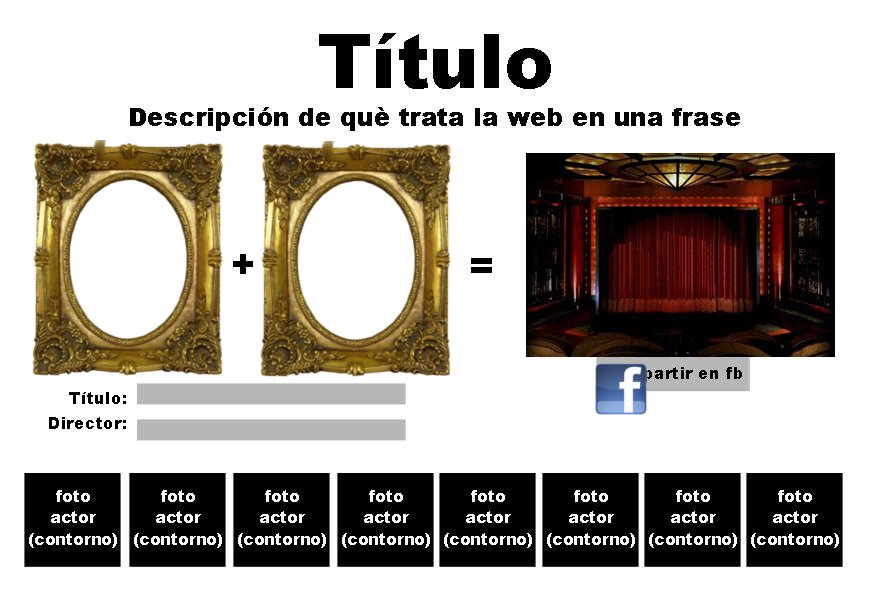 Título
Descripción de què trata la web en una frase
+
=
partir en fb
f
Título:
Director:
foto foto foto foto foto foto foto foto
actor actor actor actor actor actor actor actor
(contorno) (contorno) (contorno) (contorno) (contorno) (contorno) (contorno) (contorno)